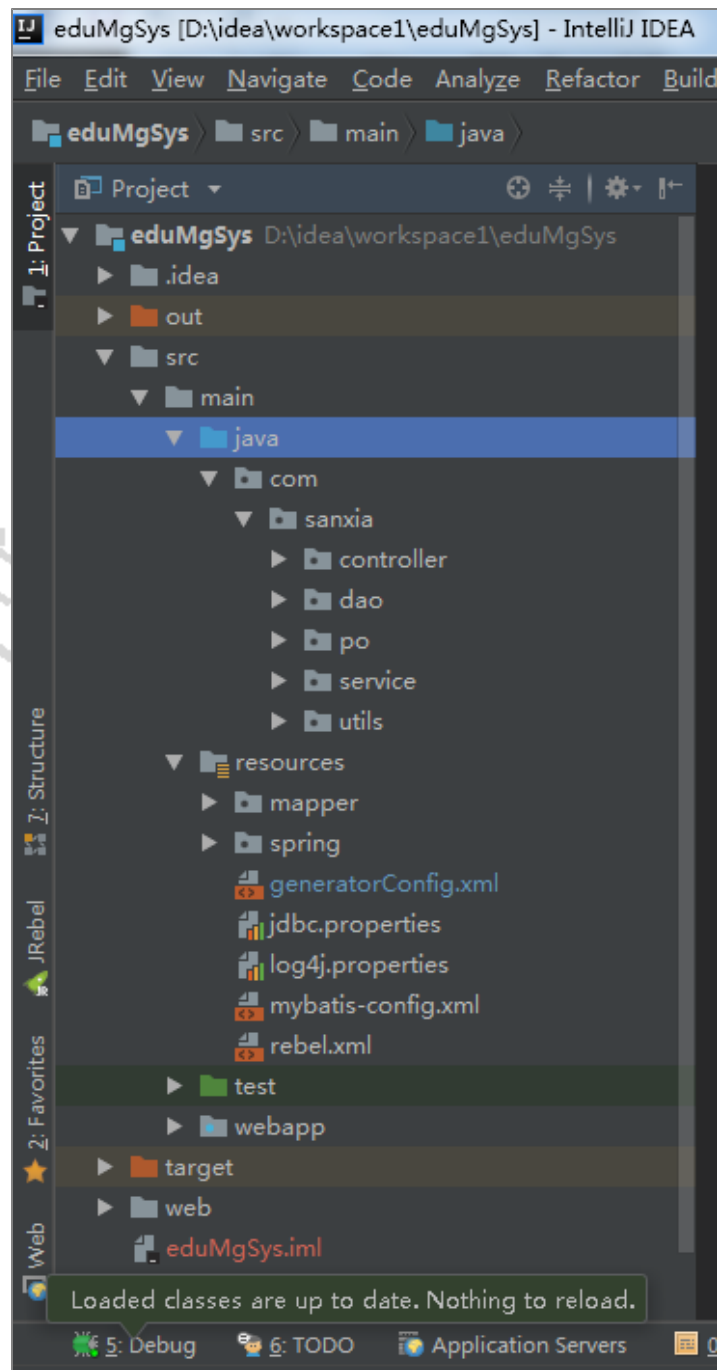 eduMgSys [D:\idea\workspace1\eduMgSys] - IntelliJ IDEA
File Edit View Navigate Code Analyze Refactor Build
eduMgSys src main java
Project
1: Project
eduMgSys D:\idea\workspace1\eduMgSys
.idea
out
src
main
java
com
sanxia
controller
dao
po
service
utils
resources
mapper
spring
generatorConfig.xml
jdbc.properties
log4j.properties
mybatis-config.xml
rebel.xml
test
webapp
target
web
eduMgSys.iml
7: Structure
JRebel
2: Favorites
Web
Loaded classes are up to date. Nothing to reload.
5: Debug 6: TODO Application Servers 0